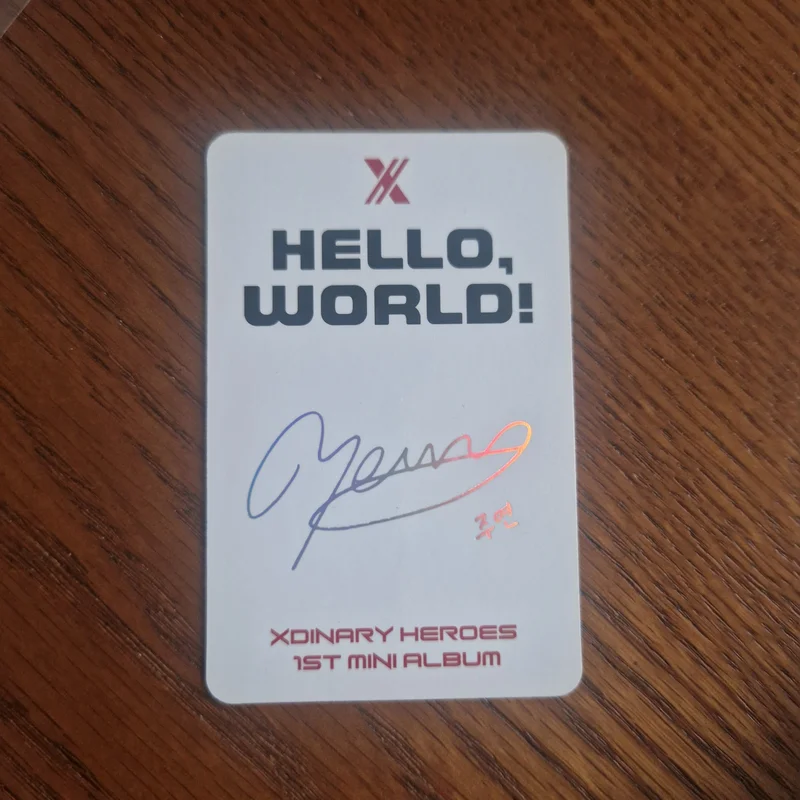 HELLO,
WORLD!
주연
XDINARY HEROES
1ST MINI ALBUM